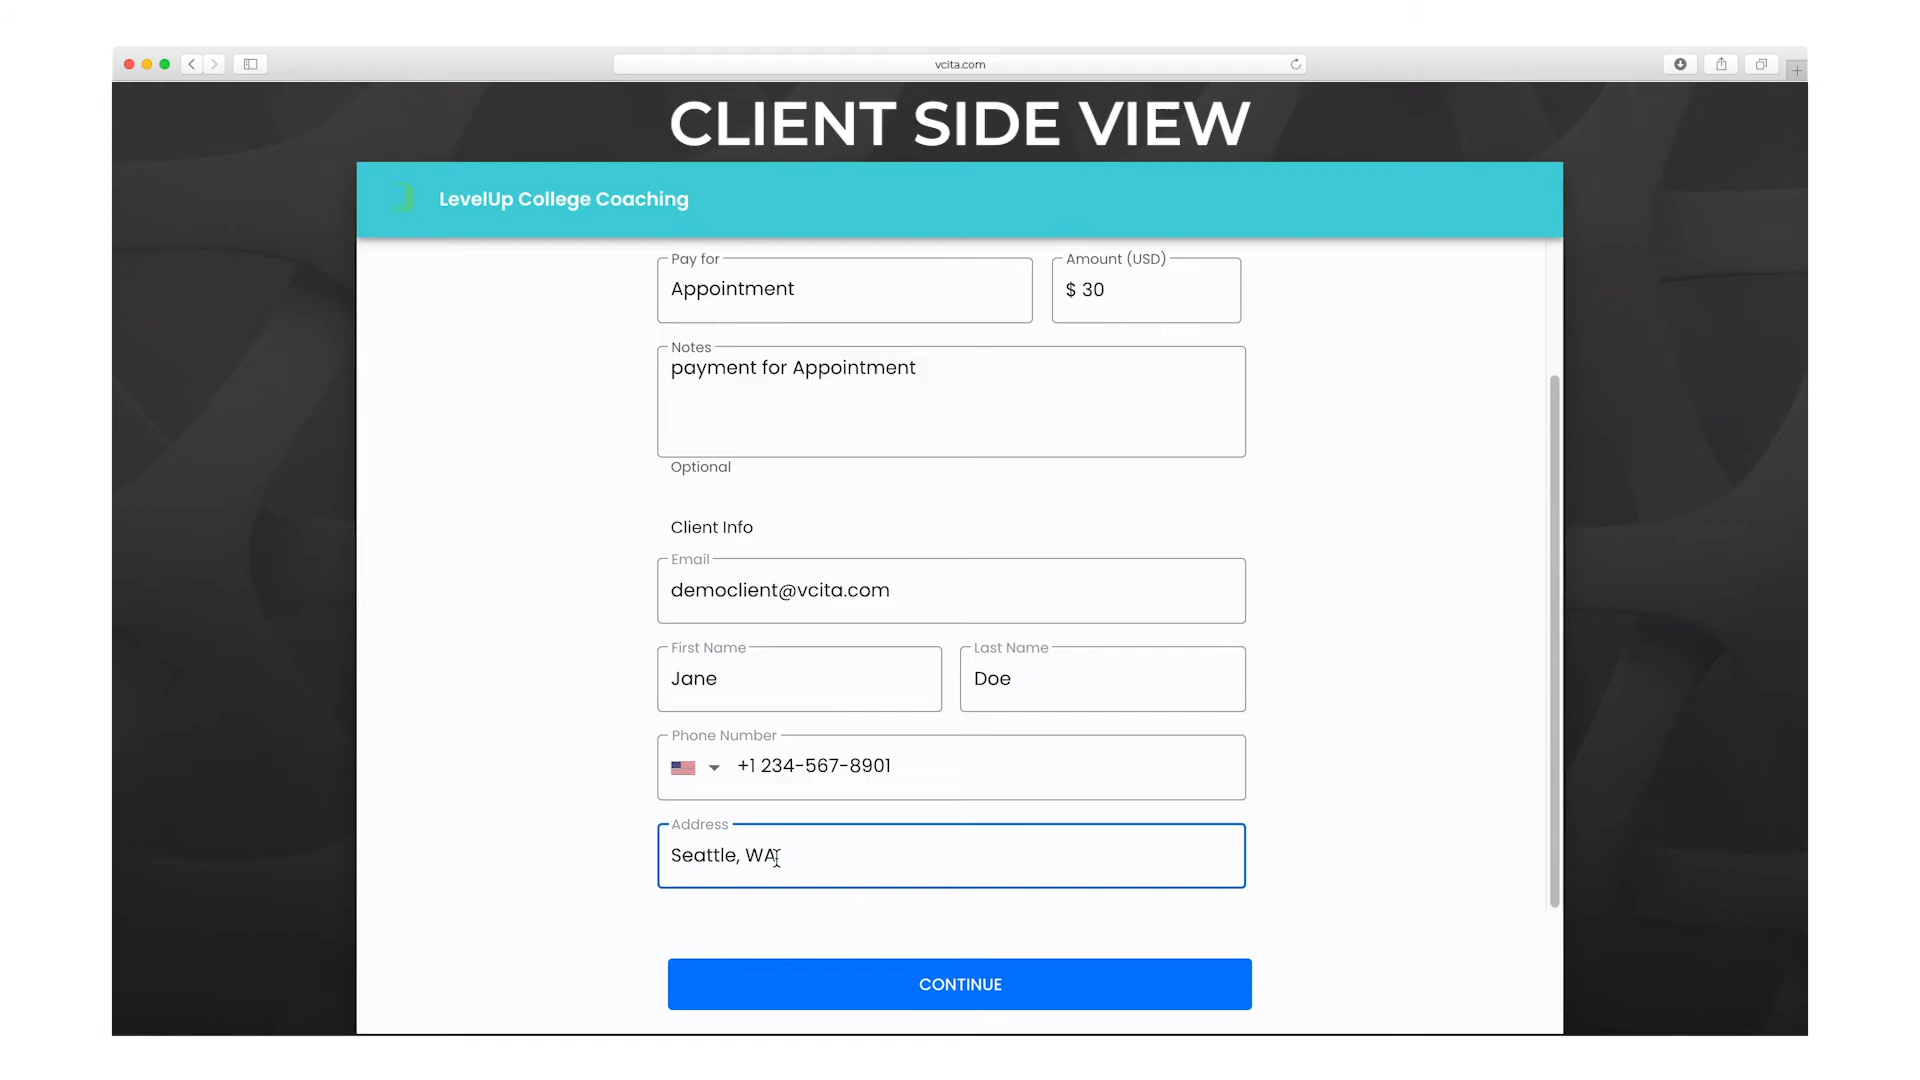 vcita.com
CLIENT SIDE VIEW
LevelUp College Coaching
Pay for
Appointment
Amount (USD)
$ 30
Notes
payment for Appointment
Optional
Client Info
Email
democlient@vcita.com
First Name
Jane
Last Name
Doe
Phone Number
+1 234-567-8901
Address
Seattle, WA
CONTINUE